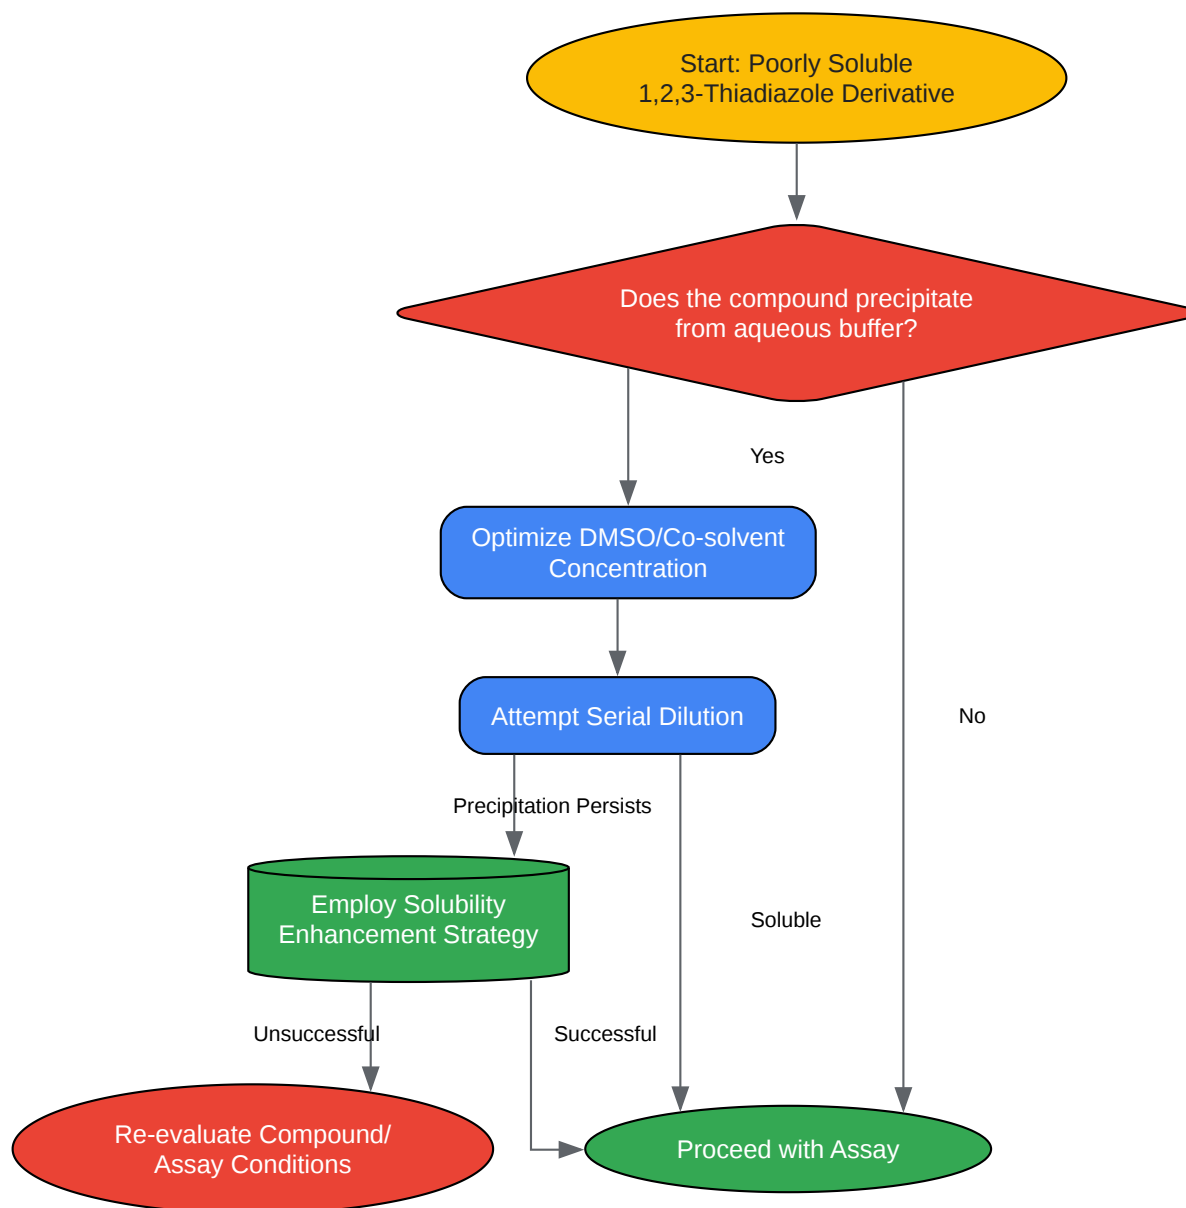 Start: Poorly Soluble
1,2,3-Thiadiazole Derivative
Does the compound precipitate
from aqueous buffer?
Yes
Optimize DMSO/Co-solvent
Concentration
Attempt Serial Dilution
No
Precipitation Persists
Employ Solubility
Enhancement Strategy
Soluble
Unsuccessful
Successful
Re-evaluate Compound/
Assay Conditions
Proceed with Assay